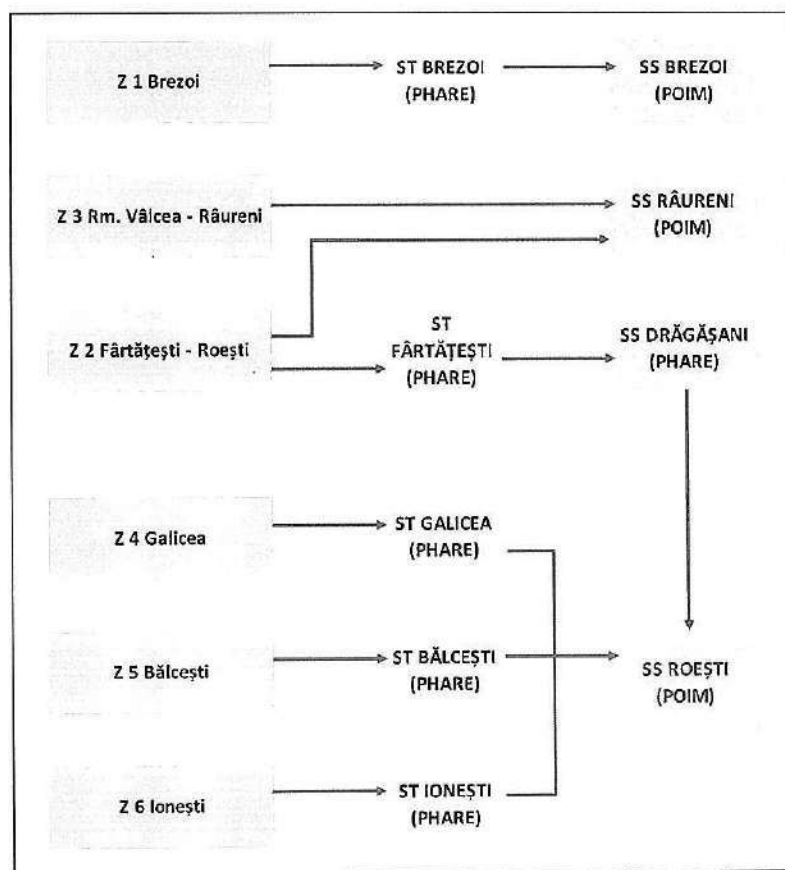 Z 1 Brezoi
ST BREZOI
(PHARE)
SS BREZOI
(POIM)
Z 3 Rm. Vâlcea - Râureni
SS RÂURENI
(POIM)
Z 2 Fârtățești - Roești
ST
FÂRTĂȚEȘTI
(PHARE)
SS DRĂGĂȘANI
(PHARE)
Z 4 Galicea
ST GALICEA
(PHARE)
Z 5 Bălcești
ST BĂLCEȘTI
(PHARE)
SS ROEȘTI
(POIM)
Z 6 Ionești
ST IONEȘTI
(PHARE)